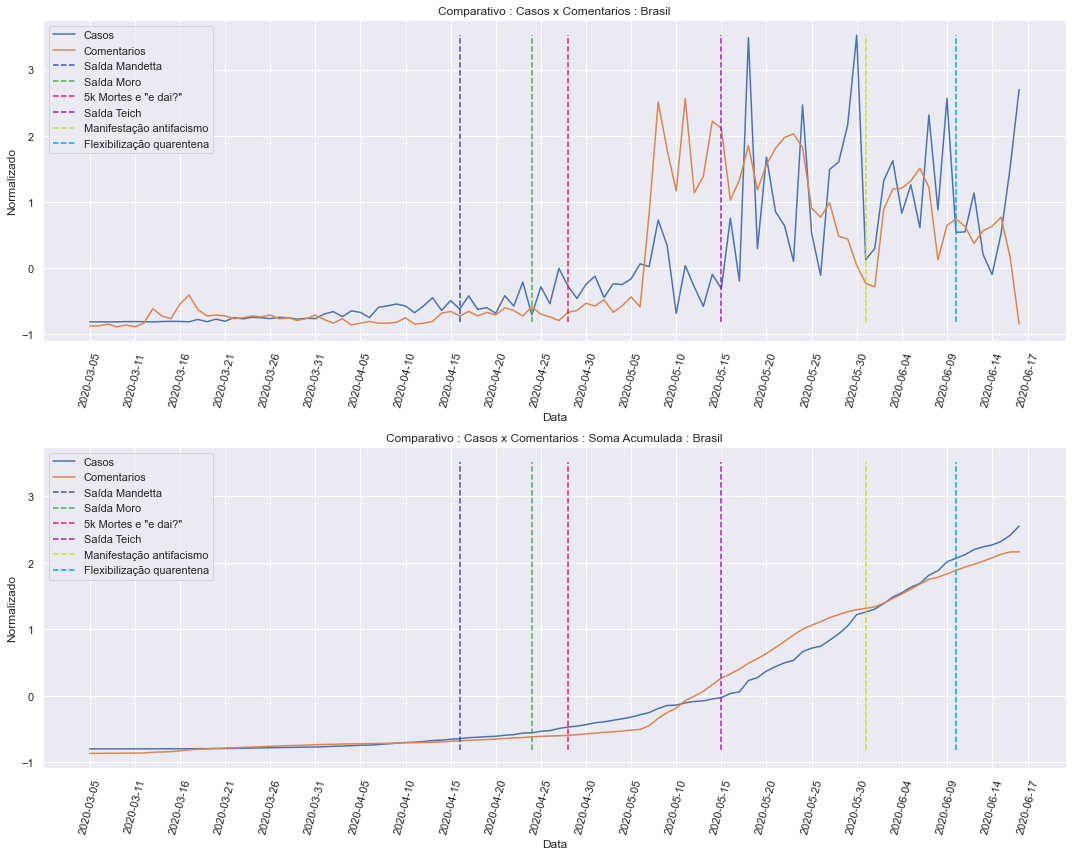 Comparativo : Casos x Comentarios : Brasil
Casos
Comentarios
Saída Mandetta
Saída Moro
5k Mortes e "e dai?"
Saída Teich
Manifestação antifacismo
Flexibilização quarentena
Normalizado
3
2
1
0
−1
2020-03-05
2020-03-11
2020-03-16
2020-03-21
2020-03-26
2020-03-31
2020-04-05
2020-04-10
2020-04-15
2020-04-20
2020-04-25
2020-04-30
2020-05-05
2020-05-10
2020-05-15
2020-05-20
2020-05-25
2020-05-30
2020-06-04
2020-06-09
2020-06-14
2020-06-17
Data
Comparativo : Casos x Comentarios : Soma Acumulada : Brasil
Casos
Comentarios
Saída Mandetta
Saída Moro
5k Mortes e "e dai?"
Saída Teich
Manifestação antifacismo
Flexibilização quarentena
Normalizado
3
2
1
0
−1
2020-03-05
2020-03-11
2020-03-16
2020-03-21
2020-03-26
2020-03-31
2020-04-05
2020-04-10
2020-04-15
2020-04-20
2020-04-25
2020-04-30
2020-05-05
2020-05-10
2020-05-15
2020-05-20
2020-05-25
2020-05-30
2020-06-04
2020-06-09
2020-06-14
2020-06-17
Data